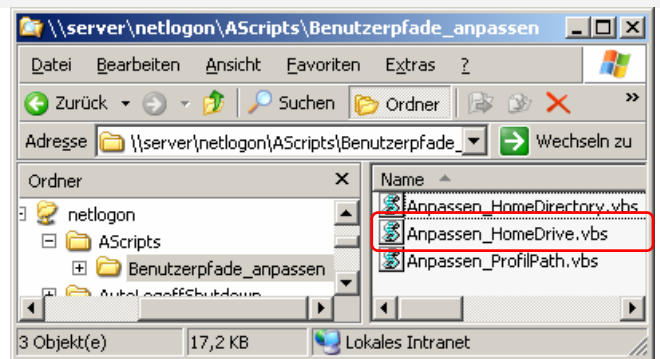 \\server\netlogon\AScripts\Benutzerpfade_anpassen
Datei Bearbeiten Ansicht Favoriten Extras ?
Zurück Suchen Ordner »
Adresse \\server\netlogon\AScripts\Benutzerpfade_ Wechseln zu
Ordner x Name
netlogon
AScripts
Benutzerpfade_anpassen
AutoLogoffShutdown
Anpassen_HomeDirectory.vbs
Anpassen_HomeDrive.vbs
Anpassen_ProfilPath.vbs
3 Objekt(e) 17,2 KB Lokales Intranet